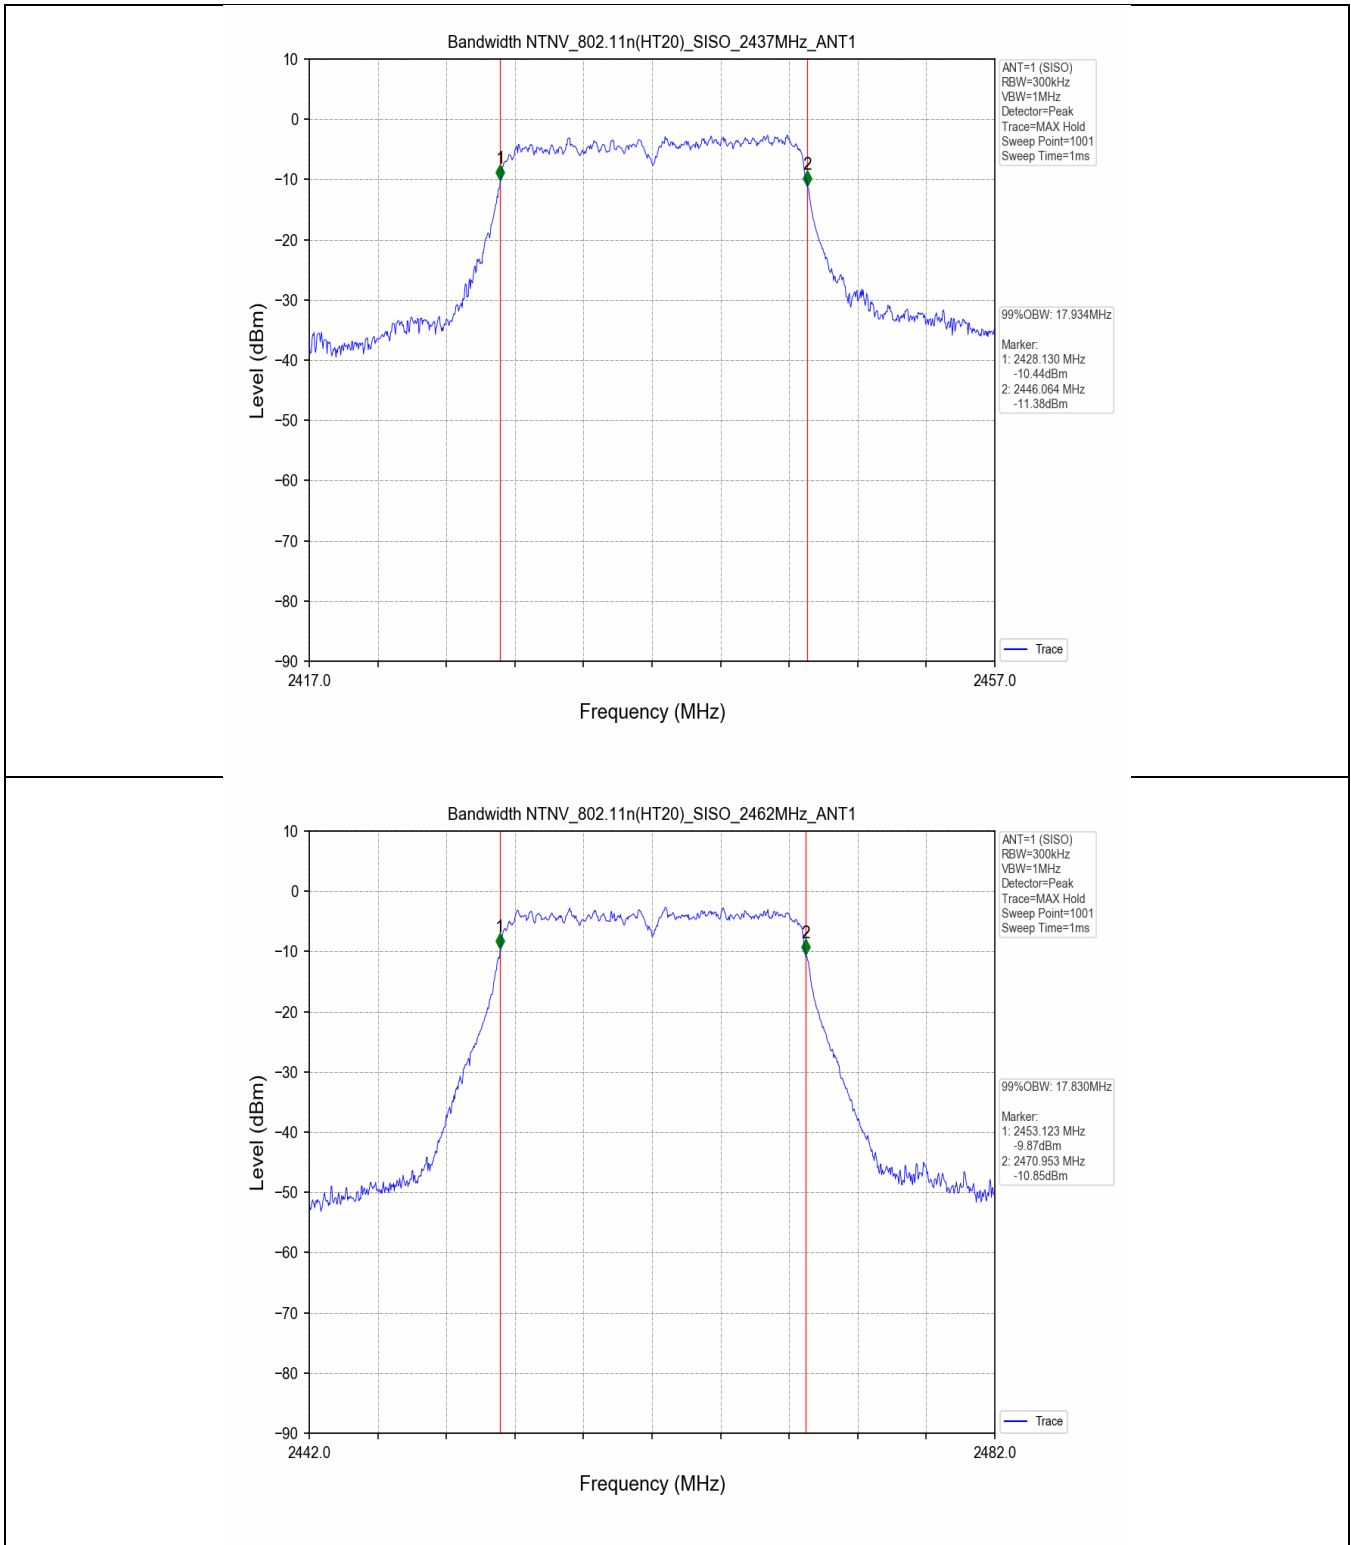 Bandwidth NTNV_802.11n(HT20)_SISO_2437MHz_ANT1
10
0
−10
−20
−30
−40
−50
−60
−70
−80
−90
Level (dBm)
1
2
2417.0
2457.0
Frequency (MHz)
ANT=1 (SISO)
RBW=300kHz
VBW=1MHz
Detector=Peak
Trace=MAX Hold
Sweep Point=1001
Sweep Time=1ms
99%OBW: 17.934MHz
Marker:
1: 2428.130 MHz
-10.44dBm
2: 2446.064 MHz
-11.38dBm
Trace
Bandwidth NTNV_802.11n(HT20)_SISO_2462MHz_ANT1
10
0
−10
−20
−30
−40
−50
−60
−70
−80
−90
Level (dBm)
1
2
2442.0
2482.0
Frequency (MHz)
ANT=1 (SISO)
RBW=300kHz
VBW=1MHz
Detector=Peak
Trace=MAX Hold
Sweep Point=1001
Sweep Time=1ms
99%OBW: 17.830MHz
Marker:
1: 2453.123 MHz
-9.87dBm
2: 2470.953 MHz
-10.85dBm
Trace